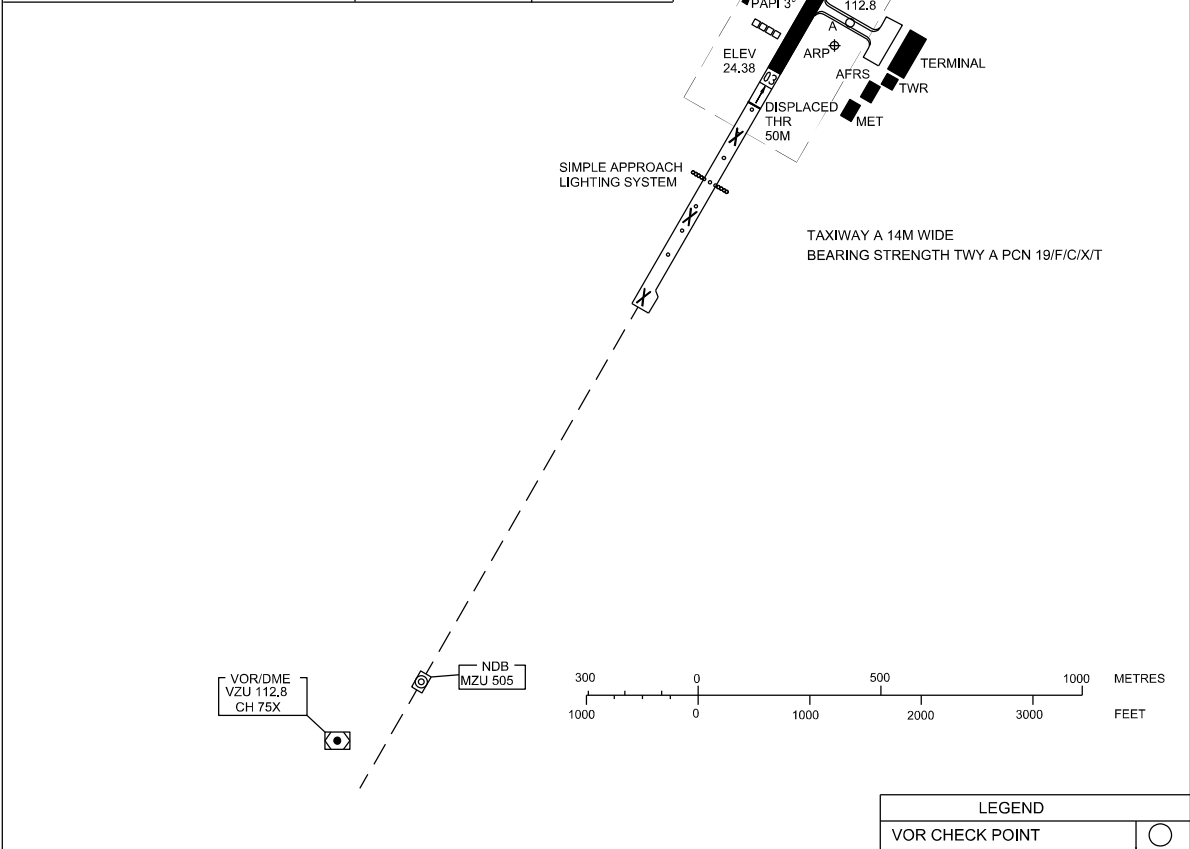 PAPI 3°
112.8
A
ELEV
24.38
ARP
03
TERMINAL
AFRS
TWR
DISPLACED
THR
50M
MET
SIMPLE APPROACH
LIGHTING SYSTEM
X
X
X
TAXIWAY A 14M WIDE
BEARING STRENGTH TWY A PCN 19/F/C/X/T
NDB
MZU 505
VOR/DME
VZU 112.8
CH 75X
300 0 500 1000 METRES
1000 0 1000 2000 3000 FEET
LEGEND
VOR CHECK POINT